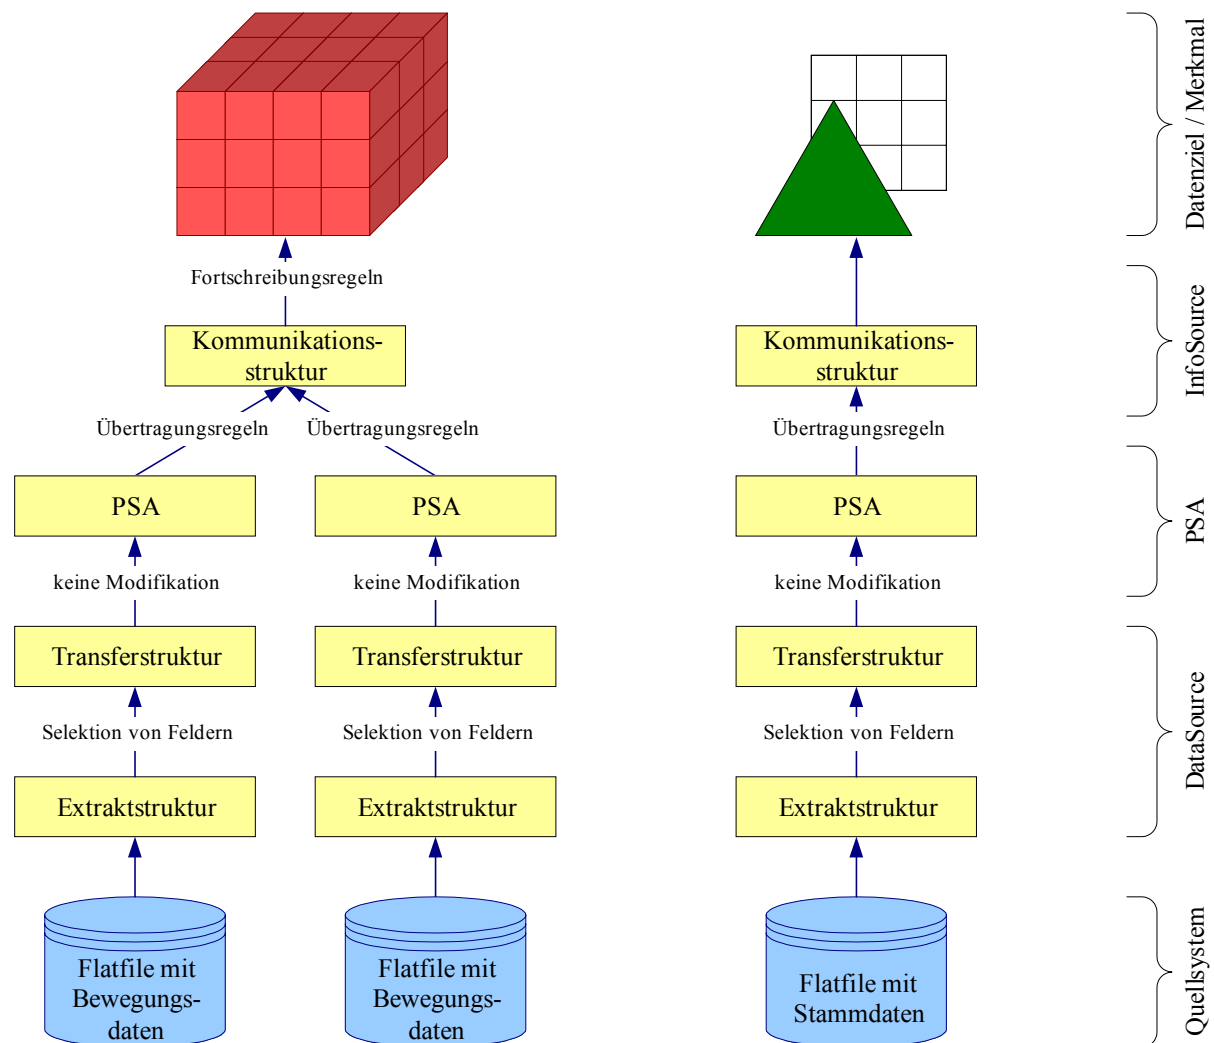 Datenziel / Merkmal
Fortschreibungsregeln
Kommunikations-
struktur
Kommunikations-
struktur
InfoSource
Übertragungsregeln
Übertragungsregeln
Übertragungsregeln
PSA
PSA
PSA
PSA
keine Modifikation
keine Modifikation
keine Modifikation
Transferstruktur
Transferstruktur
Transferstruktur
Selektion von Feldern
Selektion von Feldern
Selektion von Feldern
DataSource
Extraktstruktur
Extraktstruktur
Extraktstruktur
Flatfile mit
Bewegungs-
daten
Flatfile mit
Bewegungs-
daten
Flatfile mit
Stammdaten
Quellsystem